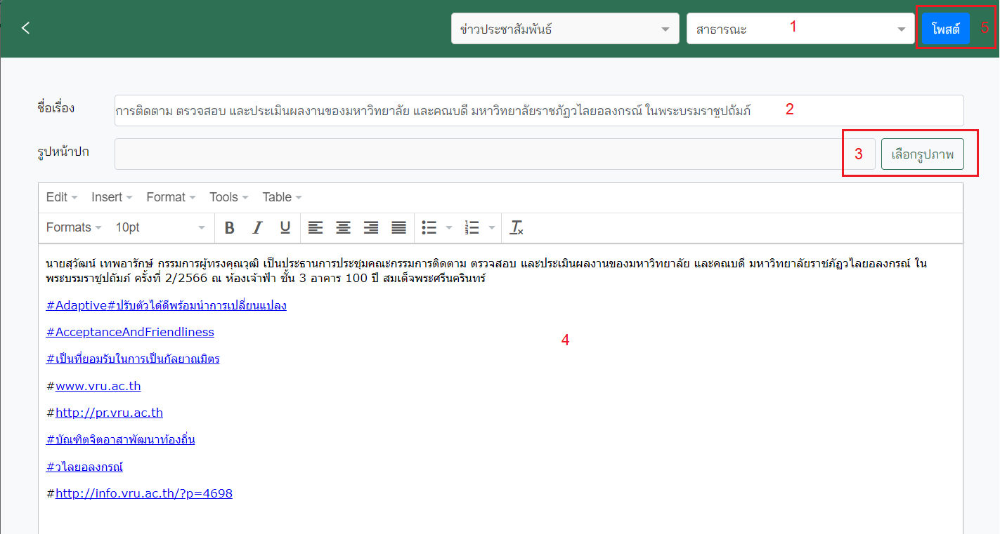 ข่าวประชาสัมพันธ์ สาธารณะ 1 โพสต์ 5
ชื่อเรื่อง การติดตาม ตรวจสอบ และประเมินผลงานของมหาวิทยาลัย และคณบดี มหาวิทยาลัยราชภัฏวไลยอลงกรณ์ ในพระบรมราชูปถัมภ์ 2
รูปหน้าปก 3 เลือกรูปภาพ
Edit Insert Format Tools Table
Formats 10pt B I U
นายสุวัฒน์ เทพอารักษ์ กรรมการผู้ทรงคุณวุฒิ เป็นประธานการประชุมคณะกรรมการติดตาม ตรวจสอบ และประเมินผลงานของมหาวิทยาลัย และคณบดี มหาวิทยาลัยราชภัฏวไลยอลงกรณ์ ใน
พระบรมราชูปถัมภ์ ครั้งที่ 2/2566 ณ ห้องเจ้าฟ้า ชั้น 3 อาคาร 100 ปี สมเด็จพระศรีนครินทร์
#Adaptive#ปรับตัวได้ดีพร้อมนำการเปลี่ยนแปลง
#AcceptanceAndFriendliness
4
#เป็นที่ยอมรับในการเป็นกัลยาณมิตร
#www.vru.ac.th
#http://pr.vru.ac.th
#บัณฑิตจิตอาสาพัฒนาท้องถิ่น
#วไลยอลงกรณ์
#http://info.vru.ac.th/?p=4698